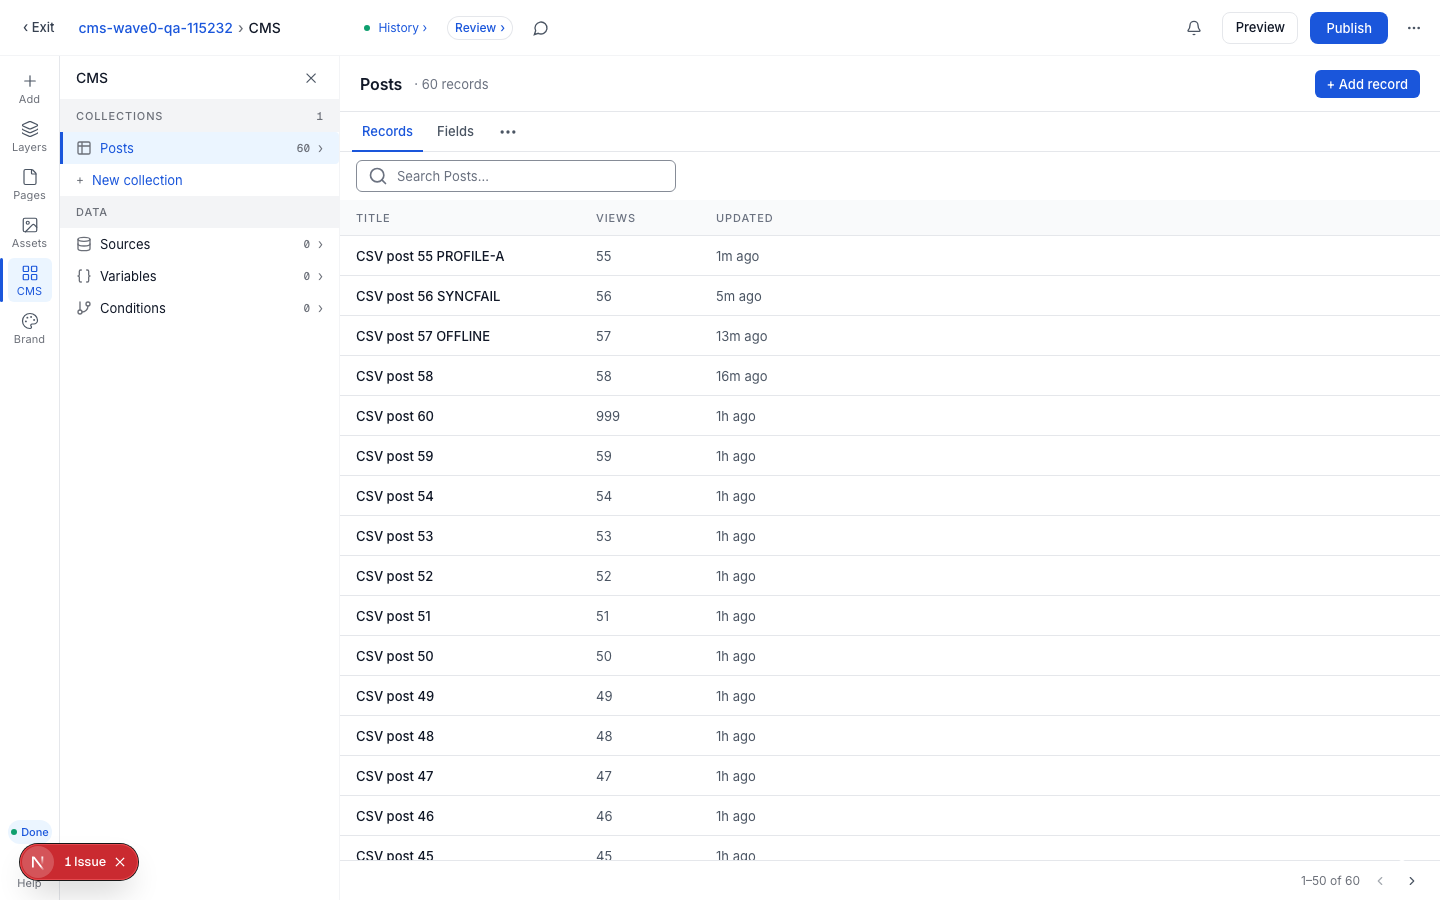 ‹ Exit
cms-wave0-qa-115232 › CMS
History ›
Review ›
Preview
Publish
Add
Layers
Pages
Assets
CMS
Brand
Done
1 Issue
Help
CMS
COLLECTIONS 1
Posts 60 ›
+ New collection
DATA
Sources 0 ›
Variables 0 ›
Conditions 0 ›
Posts · 60 records
+ Add record
Records Fields
Search Posts...
TITLE VIEWS UPDATED
CSV post 55 PROFILE-A 55 1m ago
CSV post 56 SYNCFAIL 56 5m ago
CSV post 57 OFFLINE 57 13m ago
CSV post 58 58 16m ago
CSV post 60 999 1h ago
CSV post 59 59 1h ago
CSV post 54 54 1h ago
CSV post 53 53 1h ago
CSV post 52 52 1h ago
CSV post 51 51 1h ago
CSV post 50 50 1h ago
CSV post 49 49 1h ago
CSV post 48 48 1h ago
CSV post 47 47 1h ago
CSV post 46 46 1h ago
CSV post 45 45 1h ago
1–50 of 60 ‹ ›